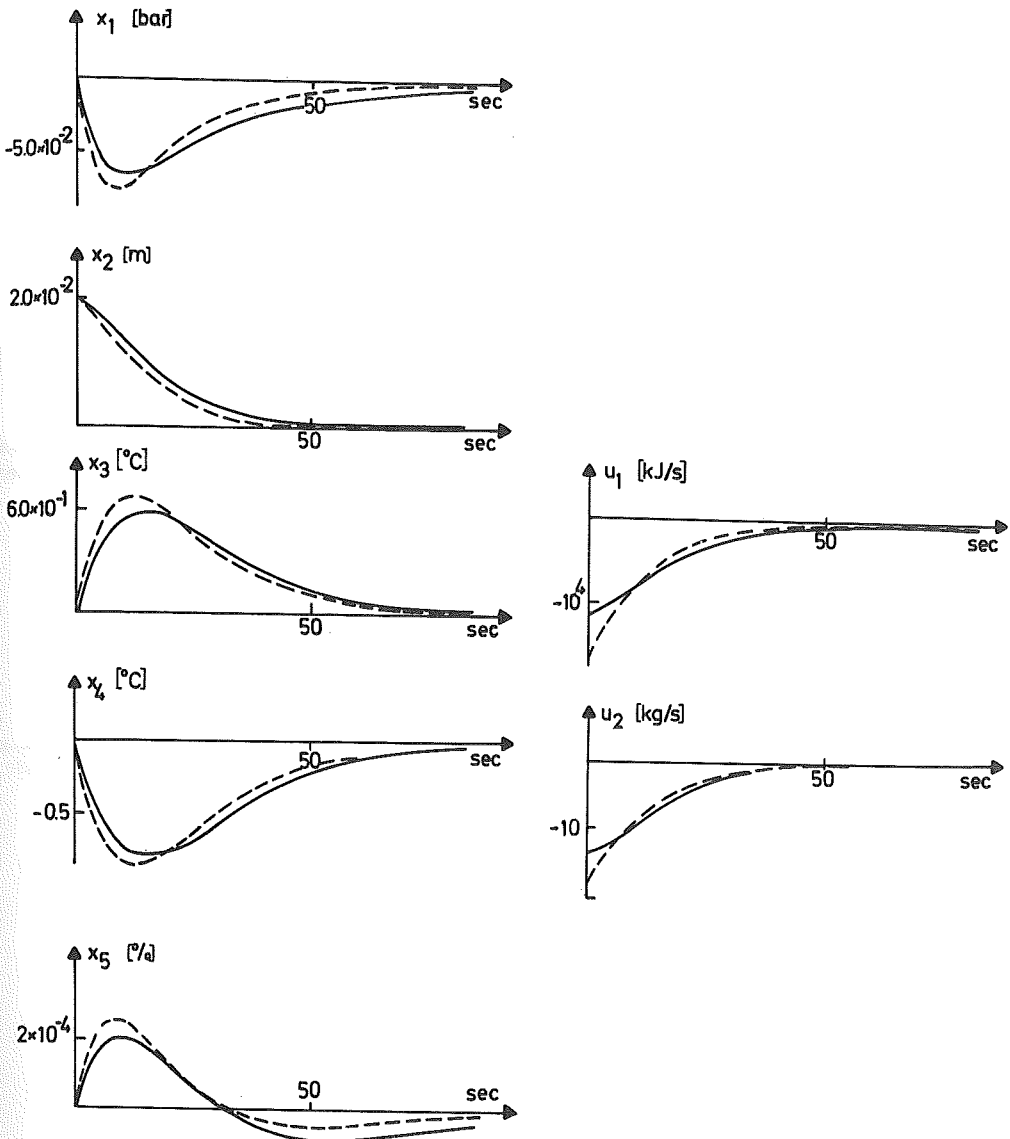 x₁ [bar]
50
sec
-5.0×10⁻²
x₂ [m]
2.0×10⁻²
50
sec
x₃ [°C]
6.0×10⁻¹
50
sec
x₄ [°C]
50
sec
-0.5
x₅ [%]
2×10⁻⁴
50
sec
u₁ [kJ/s]
50
sec
-10⁴
u₂ [kg/s]
50
sec
-10